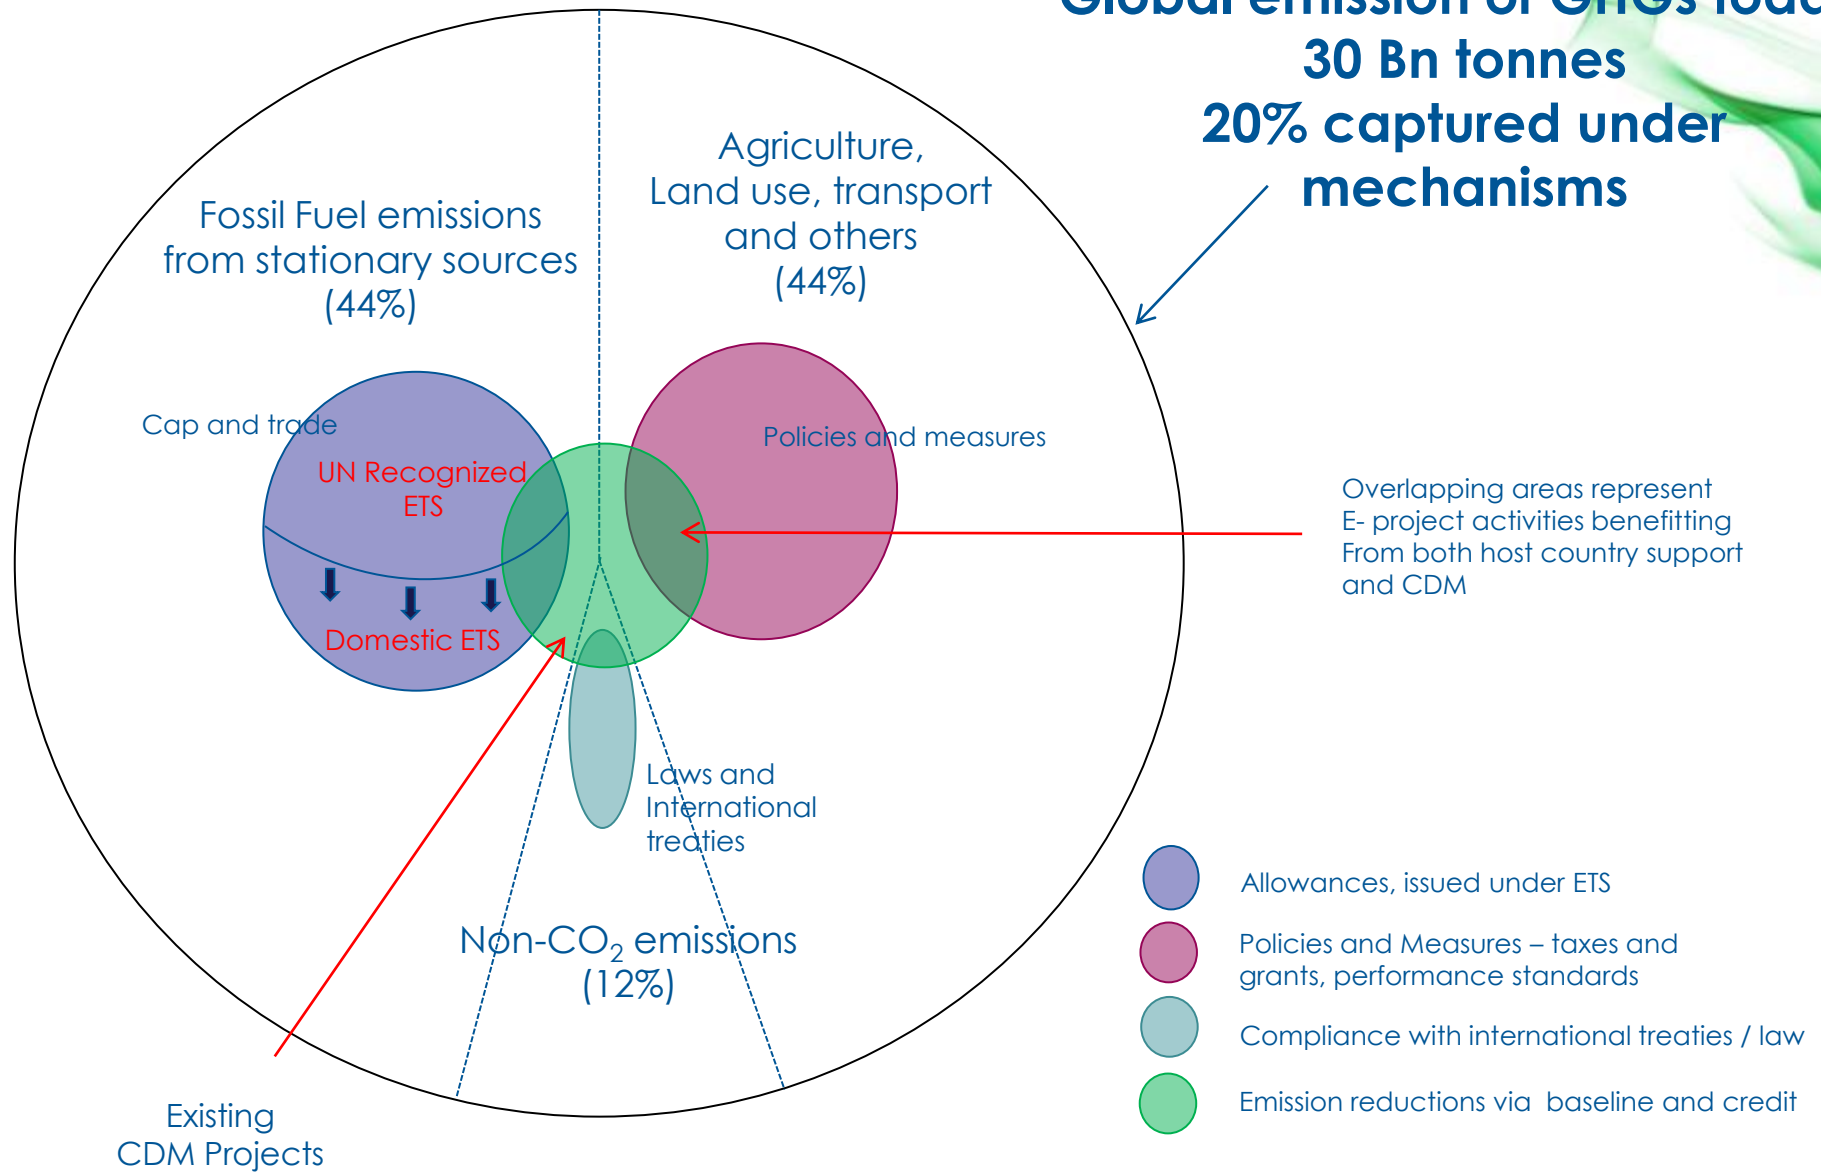 Global emission of GHGs
30 Bn tonnes
20% captured under
mechanisms
Agriculture,
Land use, transport
and others
(44%)
Fossil Fuel emissions
from stationary sources
(44%)
Cap and trade
UN Recognized
ETS
Domestic ETS
Policies and measures
Overlapping areas represent
E- project activities benefitting
From both host country support
and CDM
Laws and
International
treaties
Non-CO₂ emissions
(12%)
Existing
CDM Projects
Allowances, issued under ETS
Policies and Measures – taxes and
grants, performance standards
Compliance with international treaties / law
Emission reductions via baseline and credit